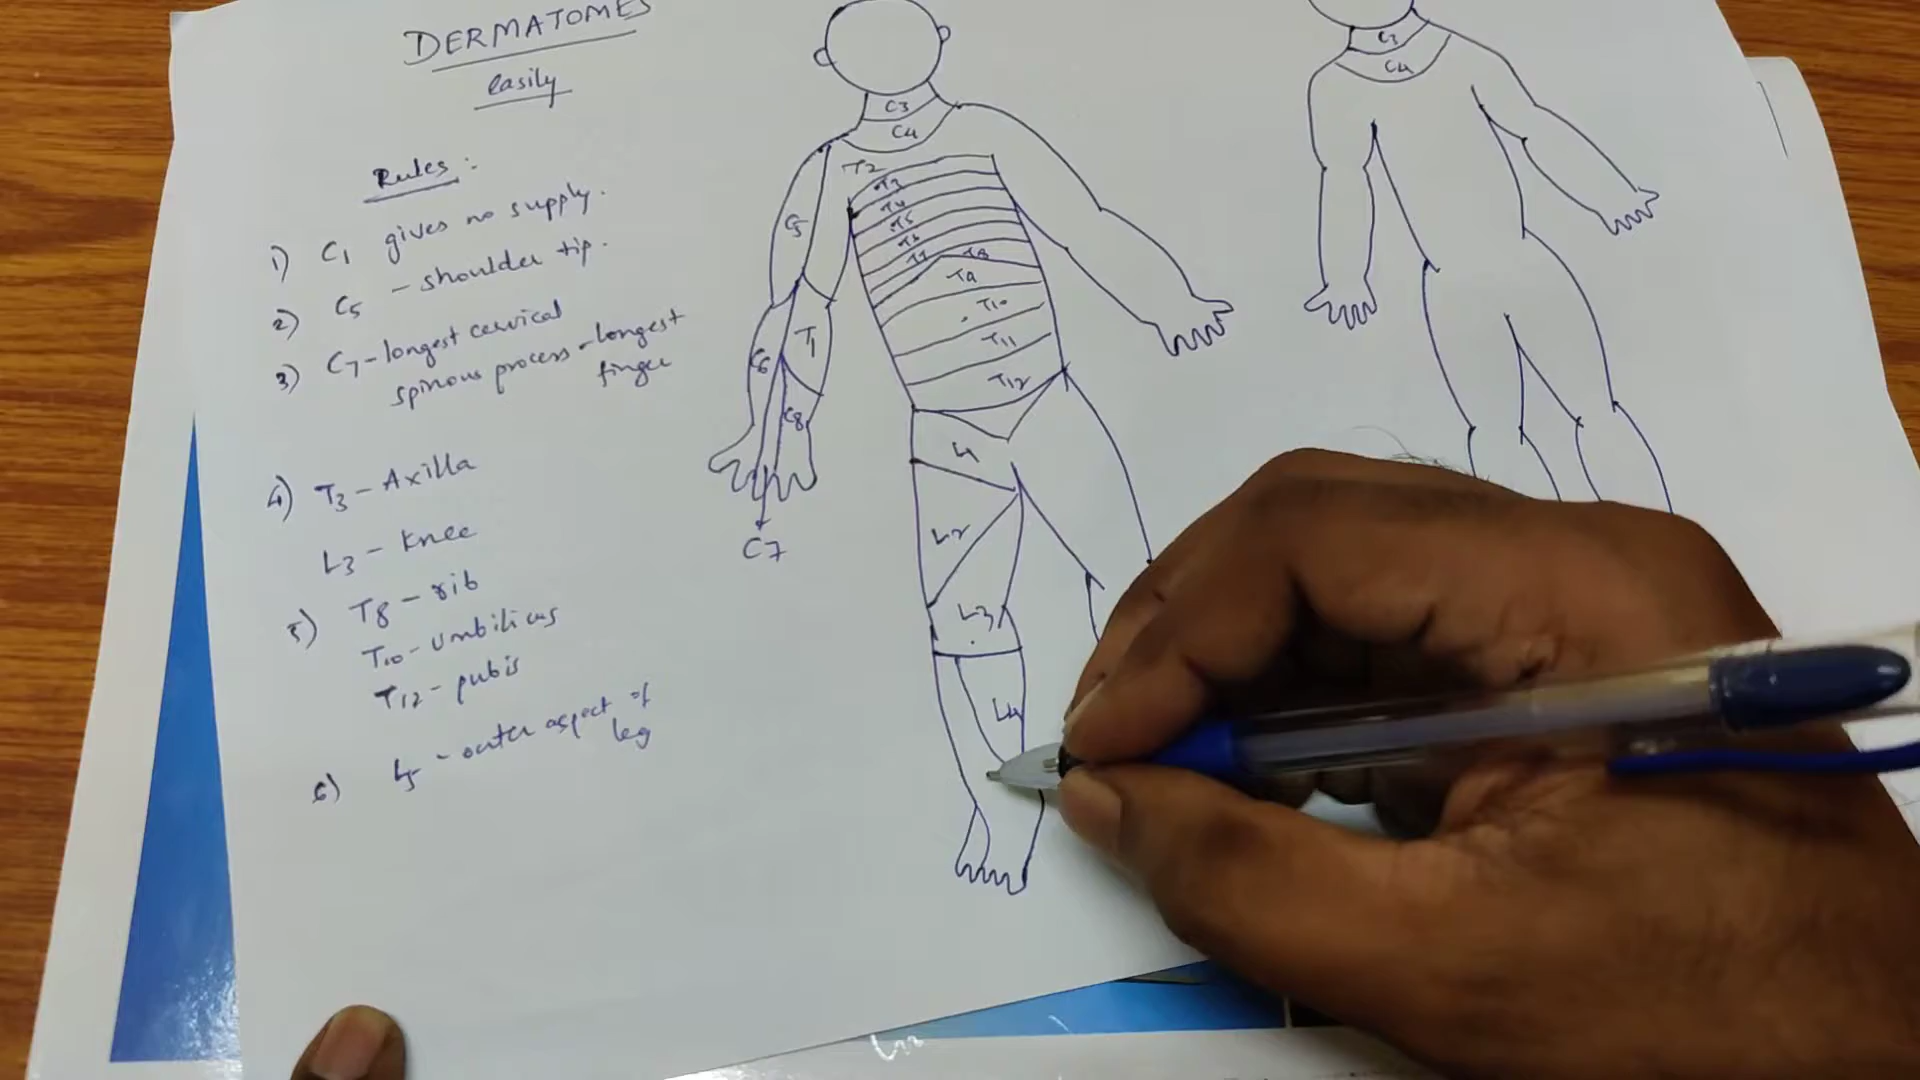 DERMATOMES
easily
Rules :
1) C1 gives no supply.
2) C5 - shoulder tip.
3) C7 - longest cervical
spinous process - longest
finger
4) T3 - Axilla
L3 - Knee
5) T8 - rib
T10 - umbilicus
T12 - pubis
6) L5 - outer aspect of
leg
C3
C4
T2
T3
T4
T5
T6
T7
T8
T9
T10
T11
T12
C5
C6
T1
C8
C7
L1
L2
L3
L4
C3
C4